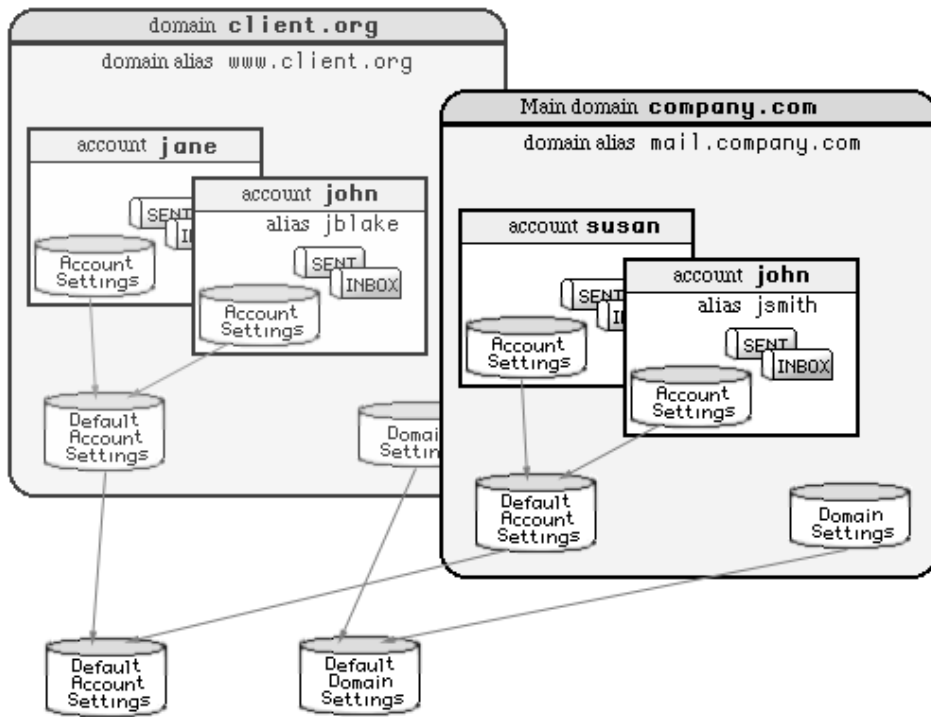 domain client.org
domain alias www.client.org
account jane
SENT
Account
Settings
account john
alias jblake
SENT
INBOX
Account
Settings
Default
Account
Settings
Main domain company.com
domain alias mail.company.com
account susan
SENT
Account
Settings
account john
alias jsmith
SENT
INBOX
Account
Settings
Default
Account
Settings
Domain
Settings
Default
Account
Settings
Default
Domain
Settings